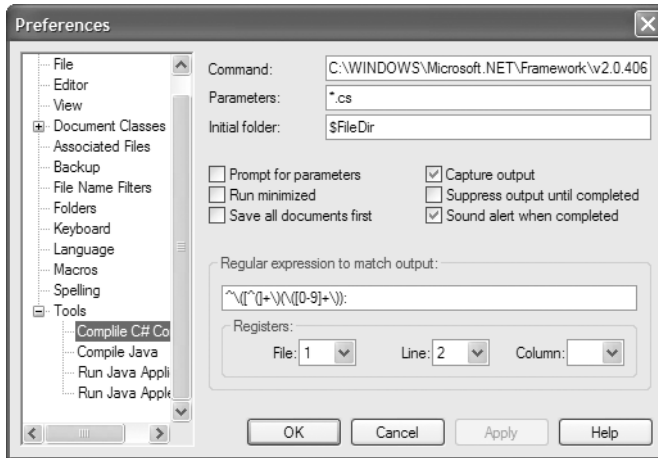 Preferences
File
Editor
View
Document Classes
Associated Files
Backup
File Name Filters
Folders
Keyboard
Language
Macros
Spelling
Tools
Complile C# Co
Compile Java
Run Java Appli
Run Java Apple
Command: C:\WINDOWS\Microsoft.NET\Framework\v2.0.406
Parameters: *.cs
Initial folder: $FileDir
Prompt for parameters
Capture output
Run minimized
Suppress output until completed
Save all documents first
Sound alert when completed
Regular expression to match output:
^\([^(]+\)(\([0-9]+\)):
Registers:
File: 1 Line: 2 Column:
OK Cancel Apply Help